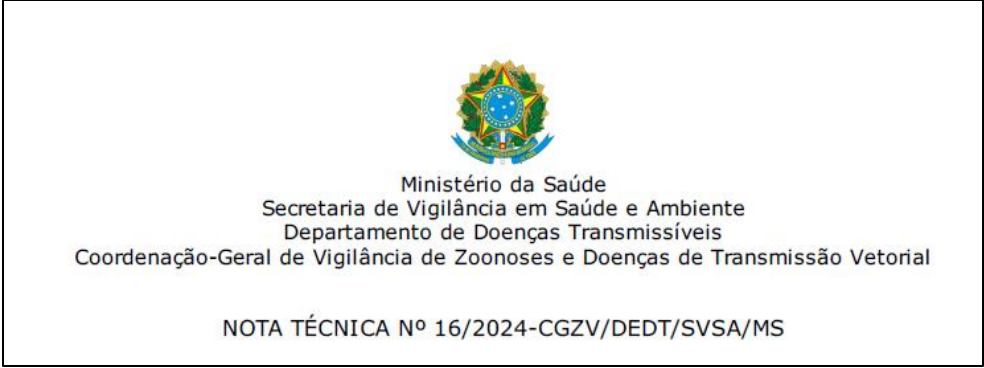 Ministério da Saúde
Secretaria de Vigilância em Saúde e Ambiente
Departamento de Doenças Transmissíveis
Coordenação-Geral de Vigilância de Zoonoses e Doenças de Transmissão Vetorial
NOTA TÉCNICA Nº 16/2024-CGZV/DEDT/SVSA/MS